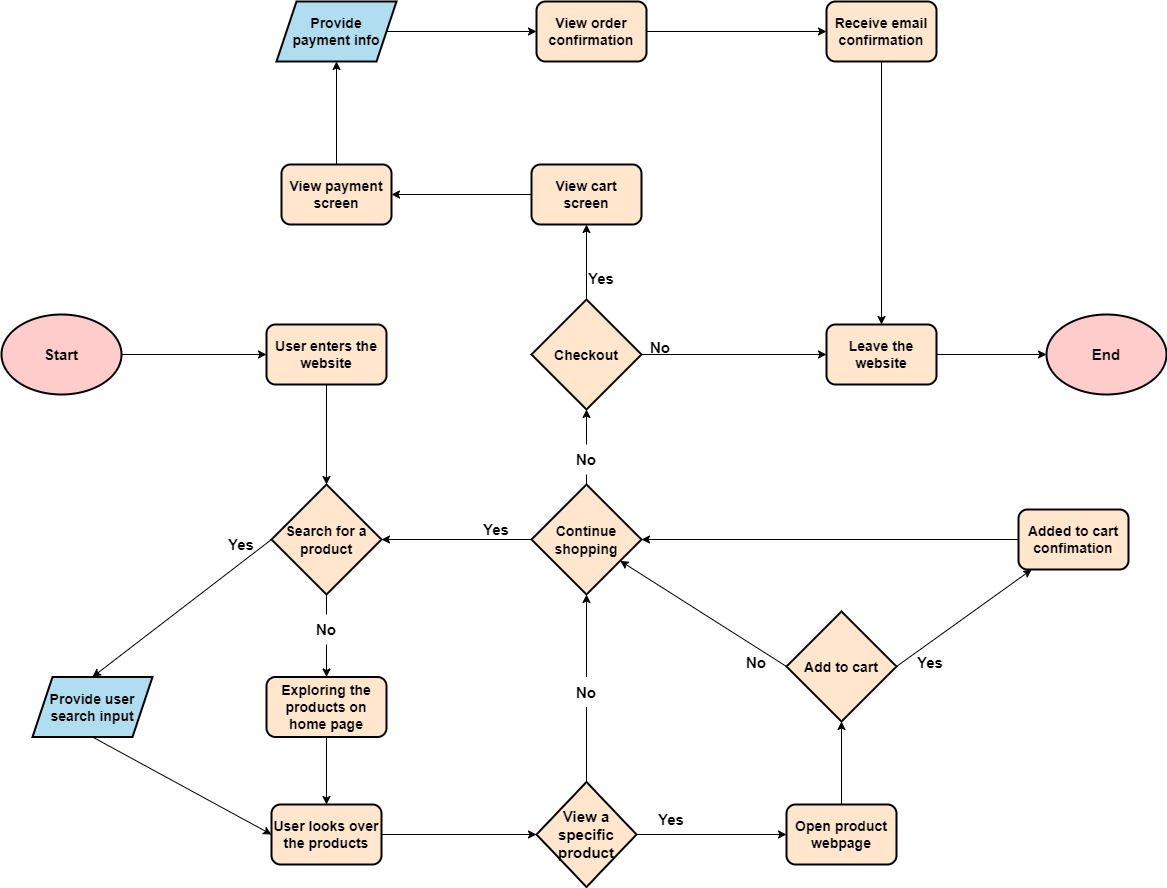 Provide
payment info
View order
confirmation
Receive email
confirmation
View payment
screen
View cart
screen
Yes
Start
User enters the
website
Checkout
No
Leave the
website
End
No
Search for a
product
Yes
Continue
shopping
Added to cart
confimation
Yes
No
No
Add to cart
Yes
Provide user
search input
Exploring the
products on
home page
No
User looks over
the products
View a
specific
product
Yes
Open product
webpage